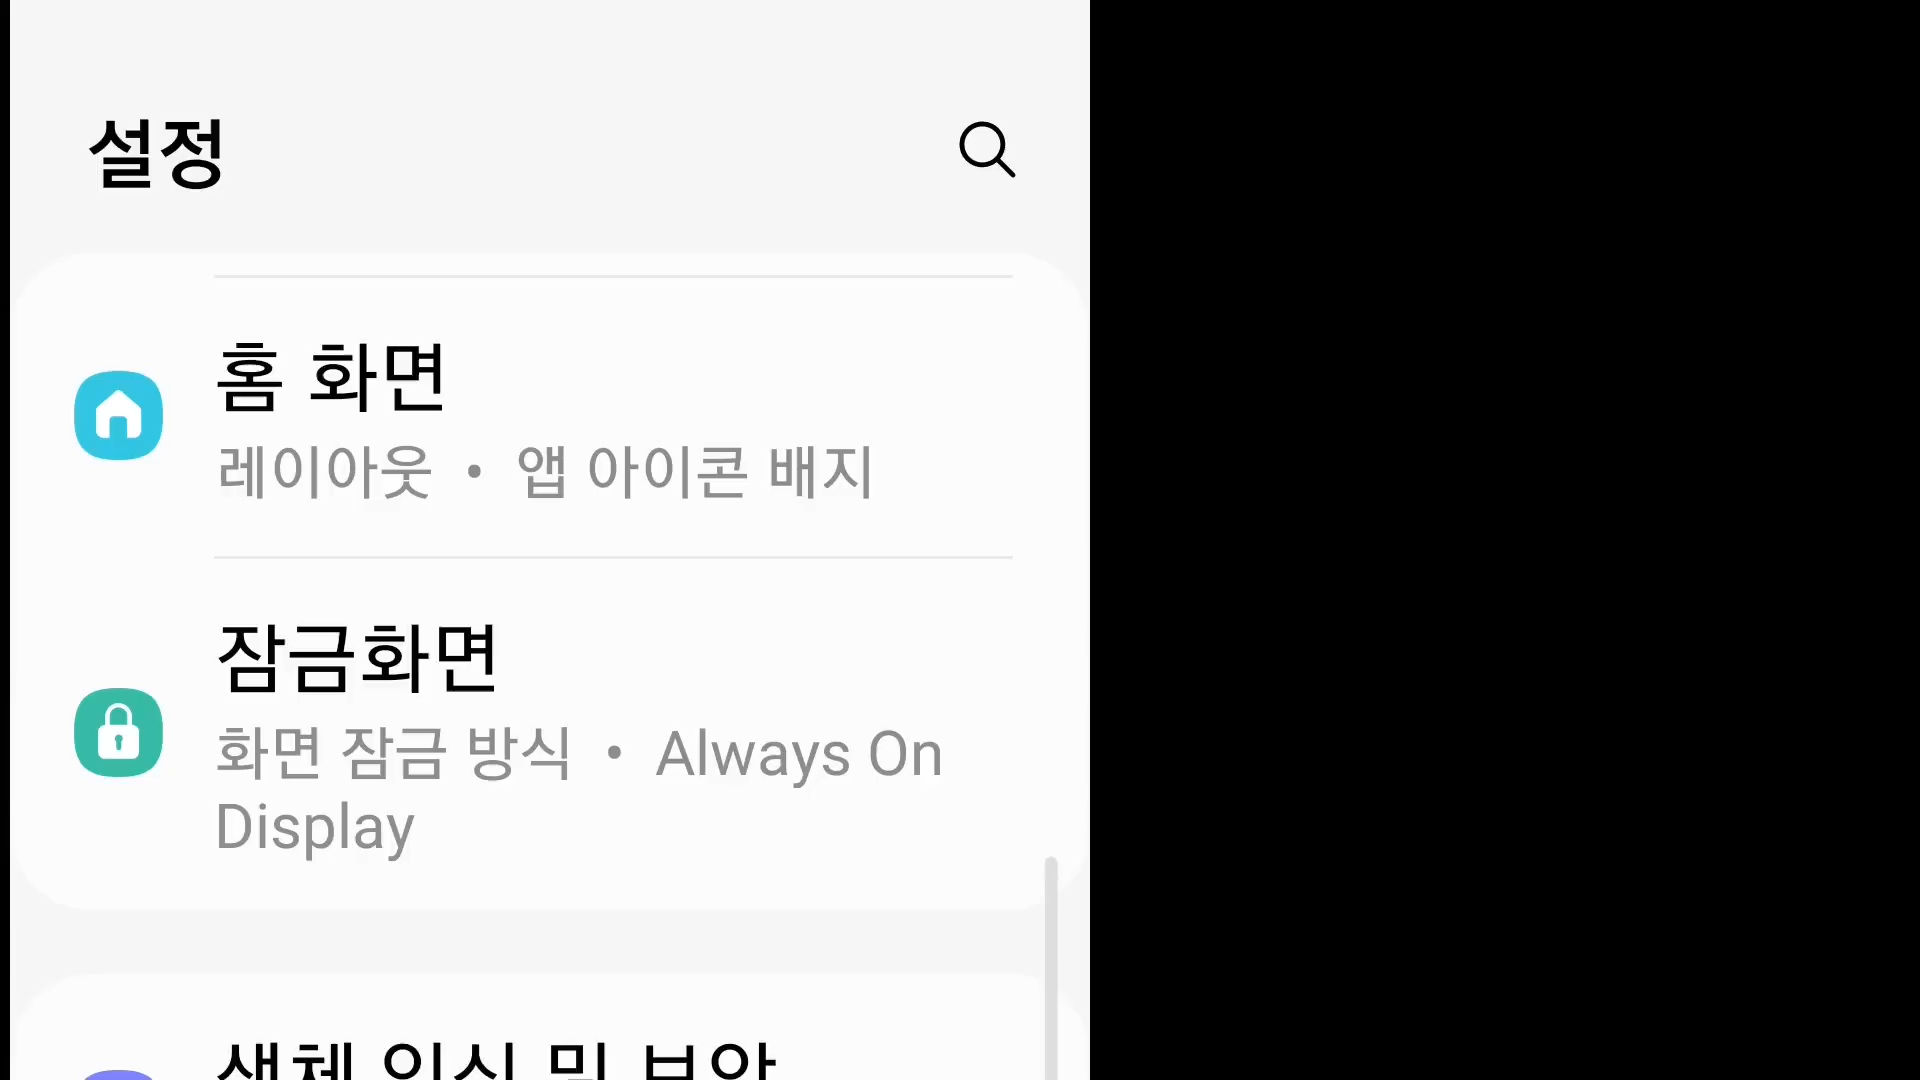 설정
홈 화면
레이아웃 • 앱 아이콘 배지
잠금화면
화면 잠금 방식 • Always On
Display
생체 인식 및 보안